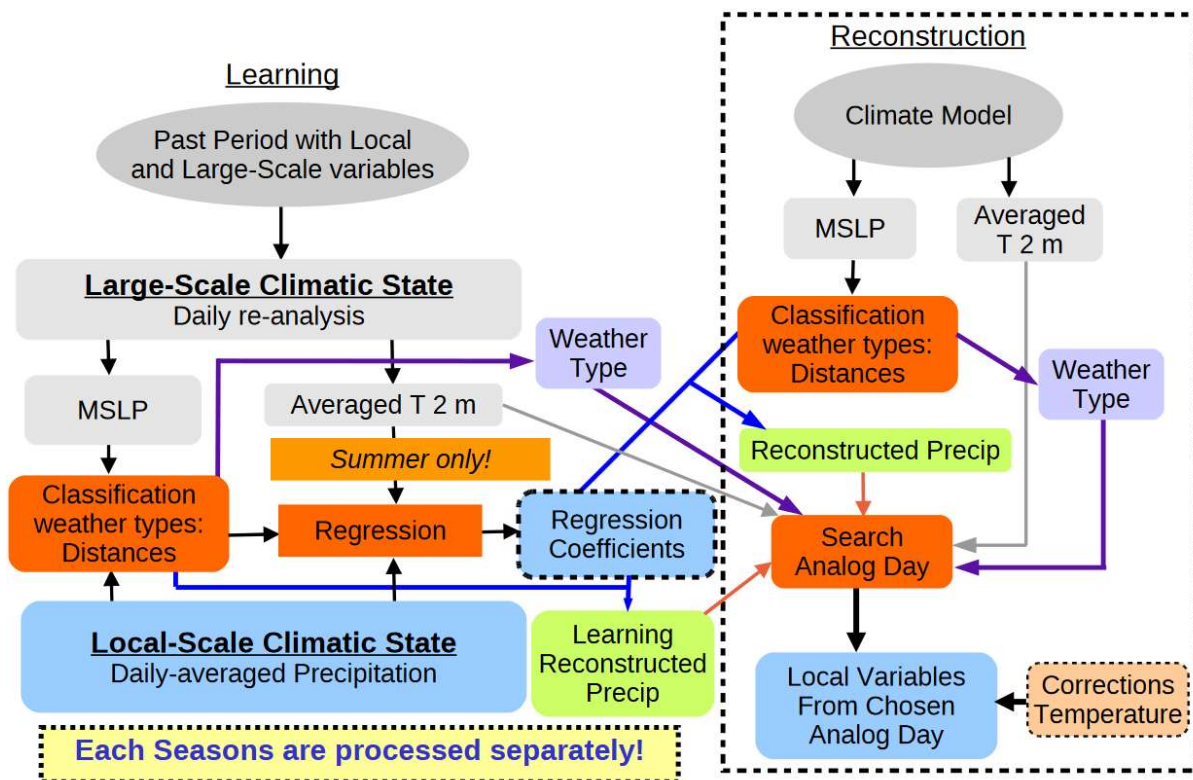 Learning
Past Period with Local
and Large-Scale variables
Large-Scale Climatic State
Daily re-analysis
MSLP
Averaged T 2 m
Summer only!
Classification
weather types:
Distances
Regression
Regression
Coefficients
Weather
Type
Local-Scale Climatic State
Daily-averaged Precipitation
Learning
Reconstructed
Precip
Each Seasons are processed separately!
Reconstruction
Climate Model
MSLP
Averaged
T 2 m
Classification
weather types:
Distances
Weather
Type
Reconstructed Precip
Search
Analog Day
Local Variables
From Chosen
Analog Day
Corrections
Temperature